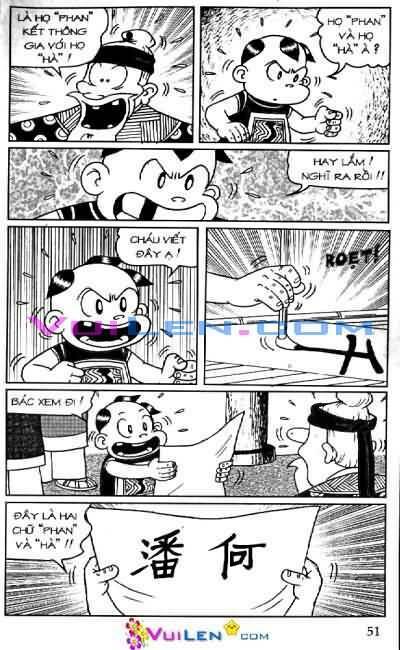 LÀ HỌ "PHAN"
KẾT THÔNG
GIA VỚI HỌ
"HÀ" !
HỌ "PHAN"
VÀ HỌ
"HÀ" À ?
HAY LẮM !
NGHĨ RA RỒI !!
CHÁU VIẾT
ĐÂY Ạ !
ROẸT!
VuiLen.com
BÁC XEM ĐI !
ĐÂY LÀ HAI
CHỮ "PHAN"
VÀ "HÀ" !!
潘 何
51
VuiLen.com